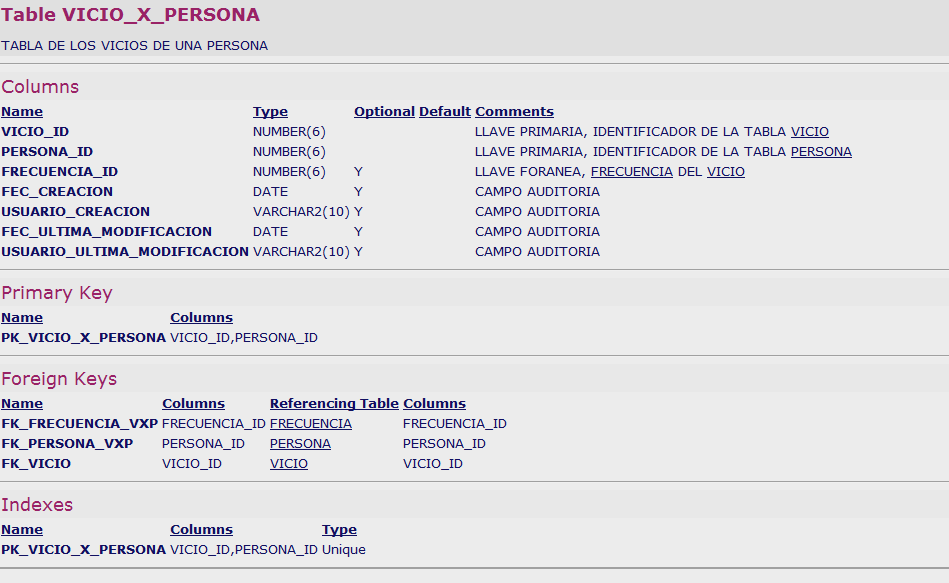 Table VICIO_X_PERSONA
TABLA DE LOS VICIOS DE UNA PERSONA
Columns
Name Type Optional Default Comments
VICIO_ID NUMBER(6) LLAVE PRIMARIA, IDENTIFICADOR DE LA TABLA VICIO
PERSONA_ID NUMBER(6) LLAVE PRIMARIA, IDENTIFICADOR DE LA TABLA PERSONA
FRECUENCIA_ID NUMBER(6) Y LLAVE FORANEA, FRECUENCIA DEL VICIO
FEC_CREACION DATE Y CAMPO AUDITORIA
USUARIO_CREACION VARCHAR2(10) Y CAMPO AUDITORIA
FEC_ULTIMA_MODIFICACION DATE Y CAMPO AUDITORIA
USUARIO_ULTIMA_MODIFICACION VARCHAR2(10) Y CAMPO AUDITORIA
Primary Key
Name Columns
PK_VICIO_X_PERSONA VICIO_ID,PERSONA_ID
Foreign Keys
Name Columns Referencing Table Columns
FK_FRECUENCIA_VXP FRECUENCIA_ID FRECUENCIA FRECUENCIA_ID
FK_PERSONA_VXP PERSONA_ID PERSONA PERSONA_ID
FK_VICIO VICIO_ID VICIO VICIO_ID
Indexes
Name Columns Type
PK_VICIO_X_PERSONA VICIO_ID,PERSONA_ID Unique